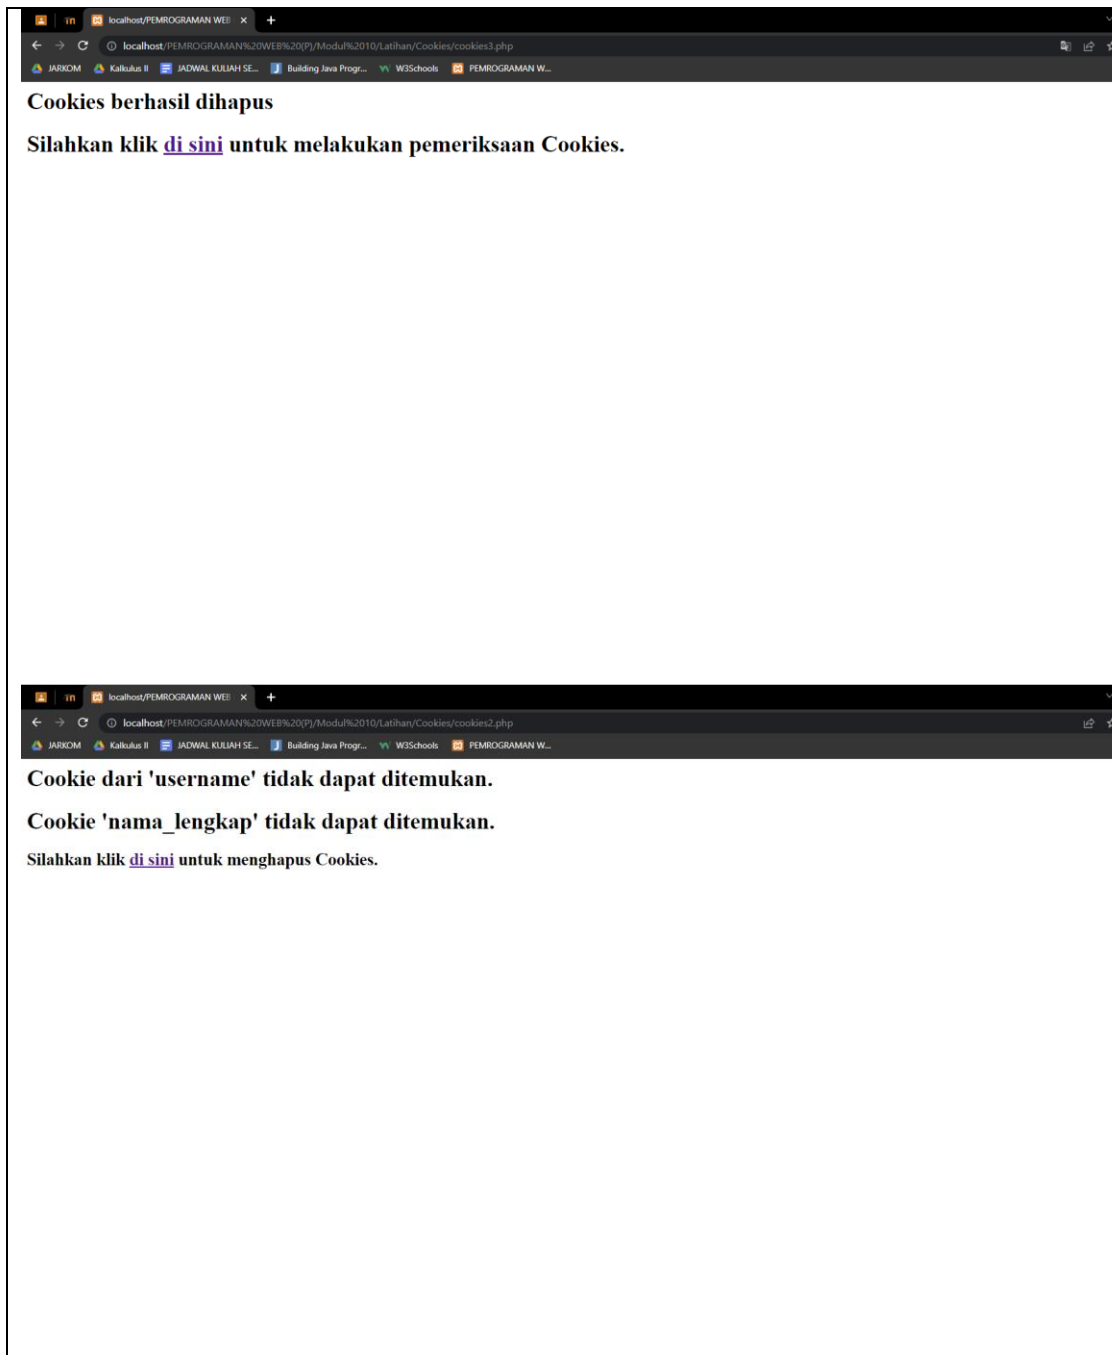 localhost/PEMROGRAMAN WEB
localhost/PEMROGRAMAN%20WEB%20(P)/Modul%2010/Latihan/Cookies/cookies3.php
JARKOM Kalkulus II JADWAL KULIAH SE... Building Java Progr... W3Schools PEMROGRAMAN W...
Cookies berhasil dihapus
Silahkan klik di sini untuk melakukan pemeriksaan Cookies.
localhost/PEMROGRAMAN WEB
localhost/PEMROGRAMAN%20WEB%20(P)/Modul%2010/Latihan/Cookies/cookies2.php
JARKOM Kalkulus II JADWAL KULIAH SE... Building Java Progr... W3Schools PEMROGRAMAN W...
Cookie dari 'username' tidak dapat ditemukan.
Cookie 'nama_lengkap' tidak dapat ditemukan.
Silahkan klik di sini untuk menghapus Cookies.